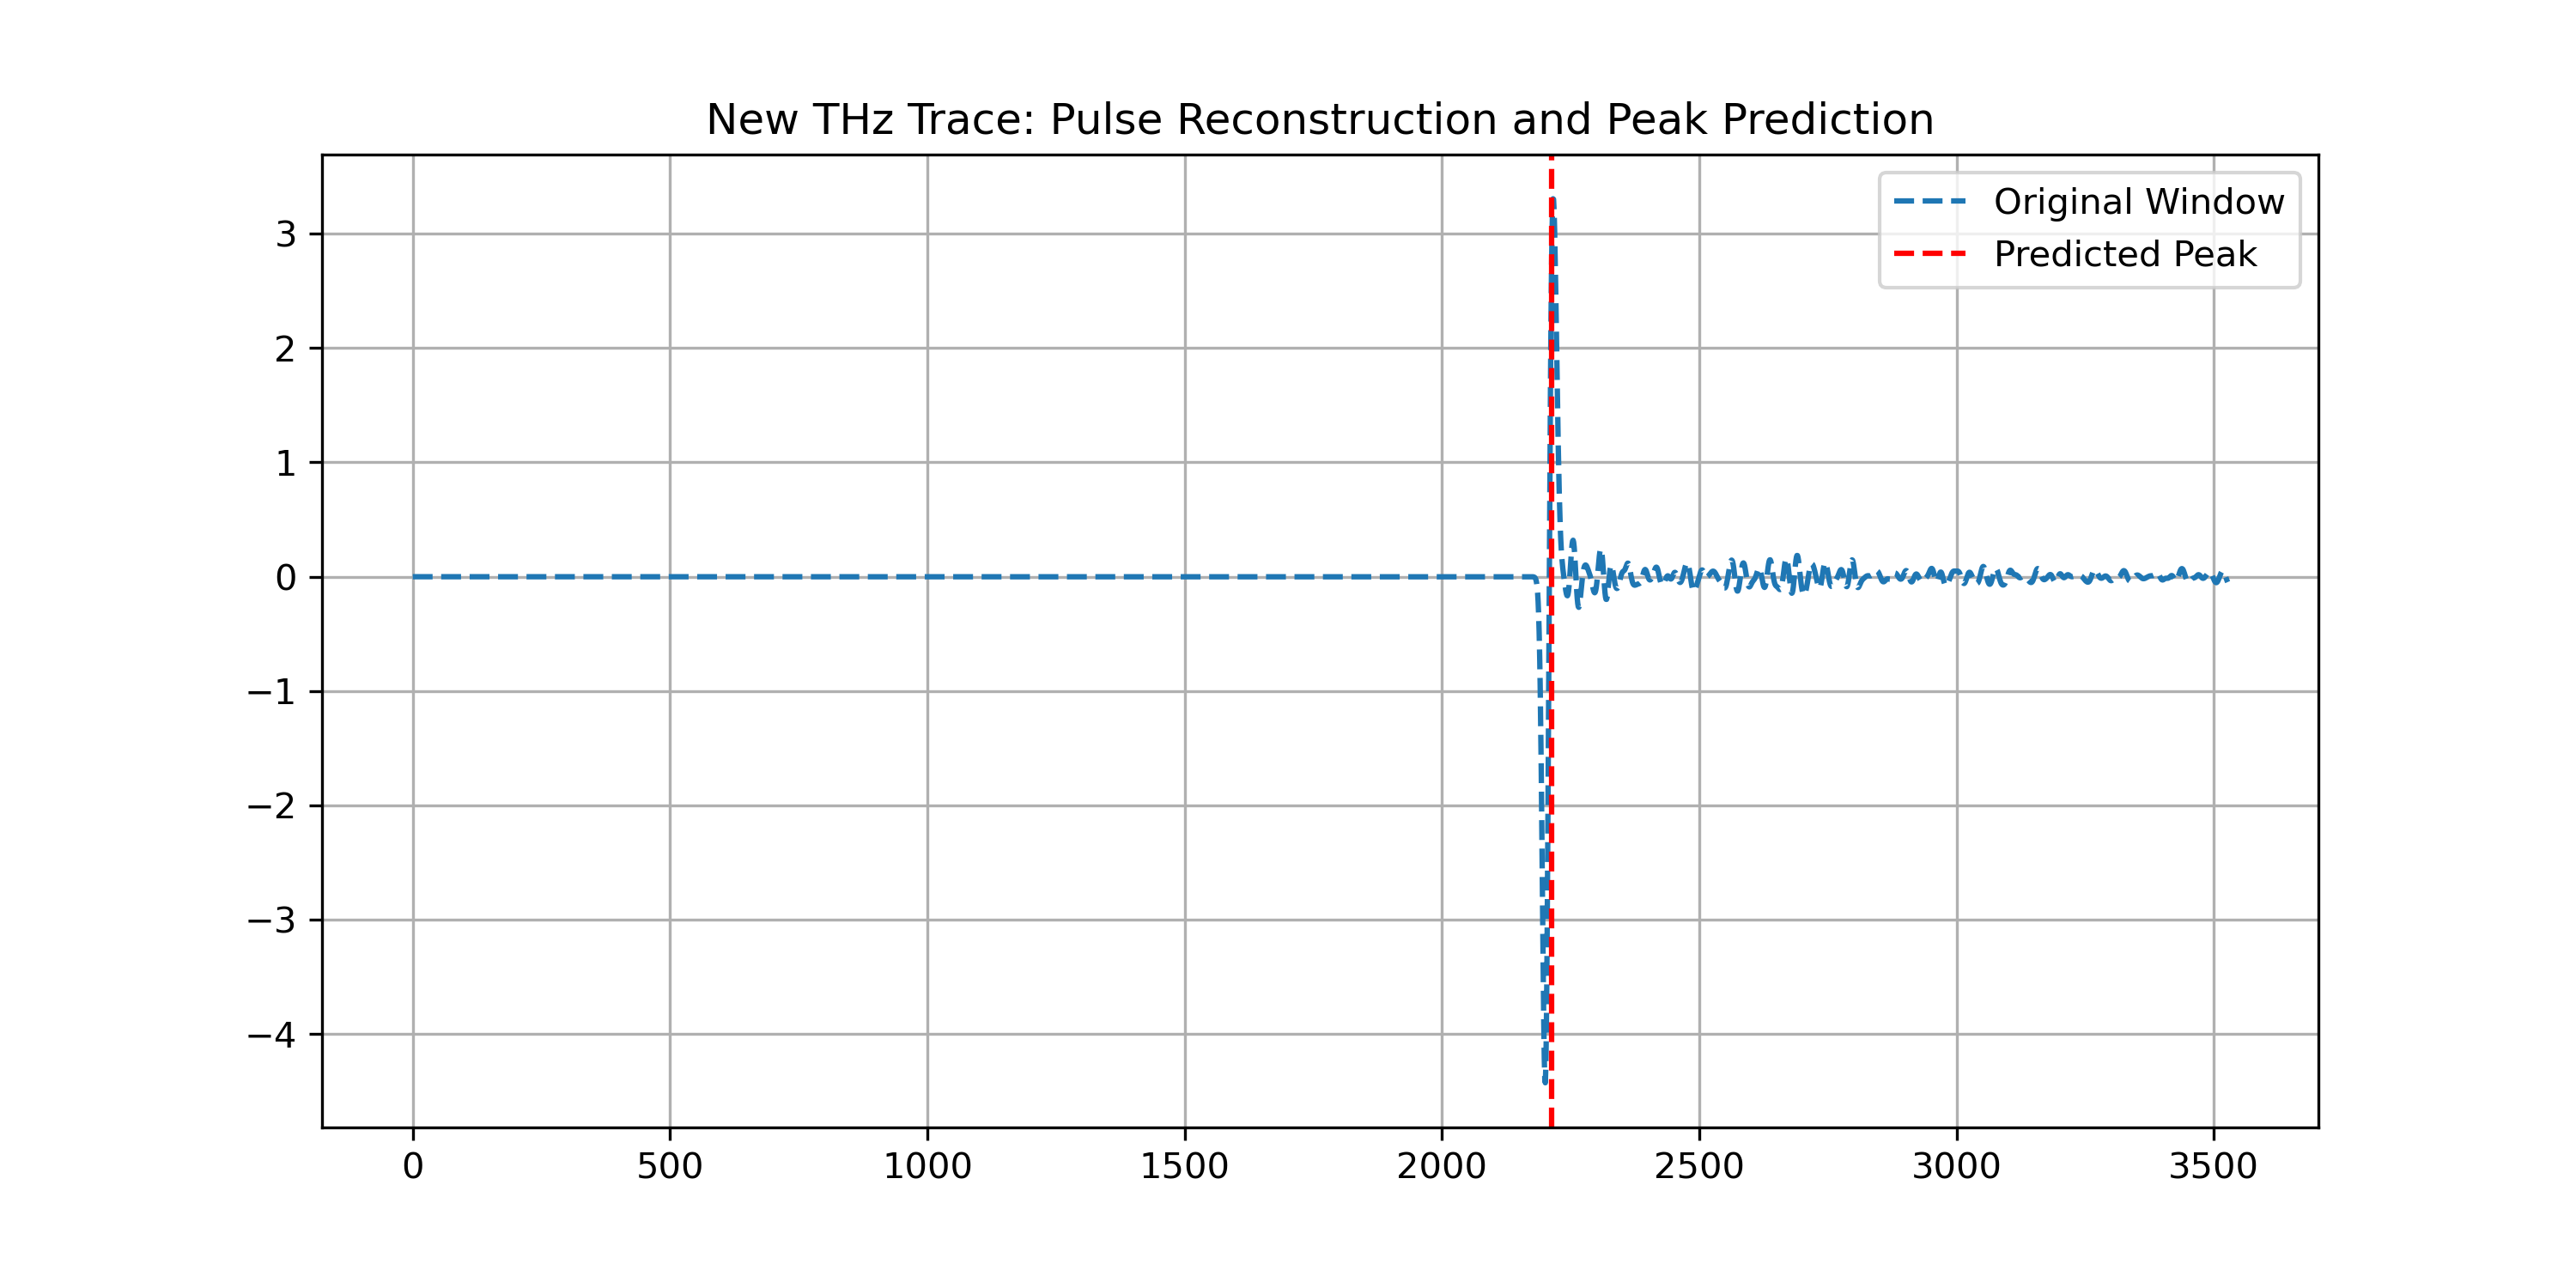 New THz Trace: Pulse Reconstruction and Peak Prediction
Original Window
Predicted Peak
3
2
1
0
−1
−2
−3
−4
0 500 1000 1500 2000 2500 3000 3500